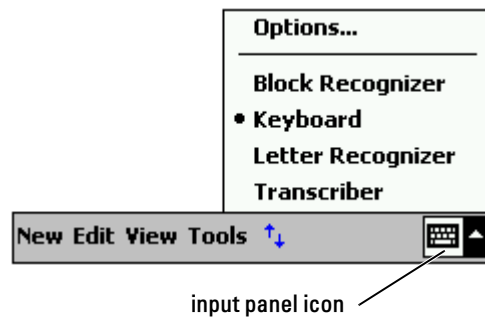 Options...
Block Recognizer
Keyboard
Letter Recognizer
Transcriber
New Edit View Tools
input panel icon